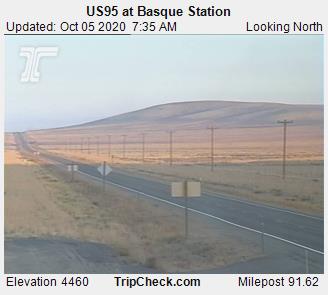 US95 at Basque Station
Updated: Oct 05 2020 7:35 AM Looking North
Elevation 4460 TripCheck.com Milepost 91.62